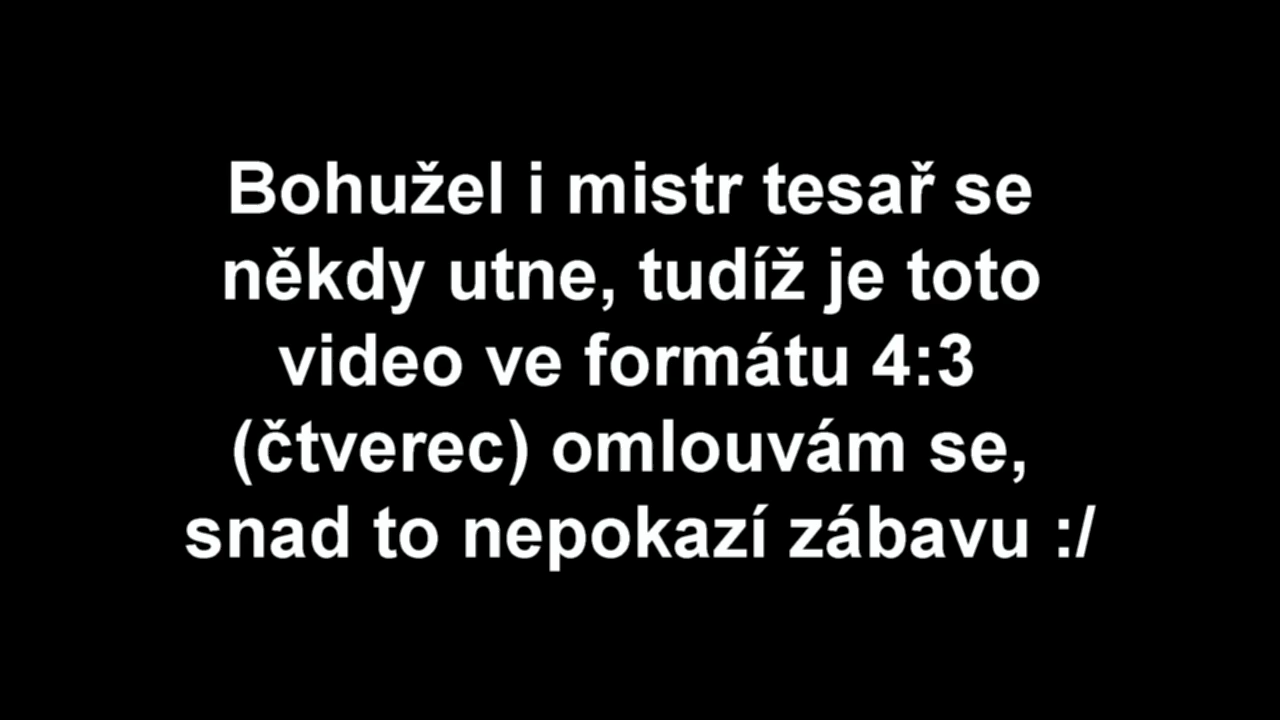 Bohužel i mistr tesař se
někdy utne, tudíž je toto
video ve formátu 4:3
(čtverec) omlouvám se,
snad to nepokazí zábavu :/